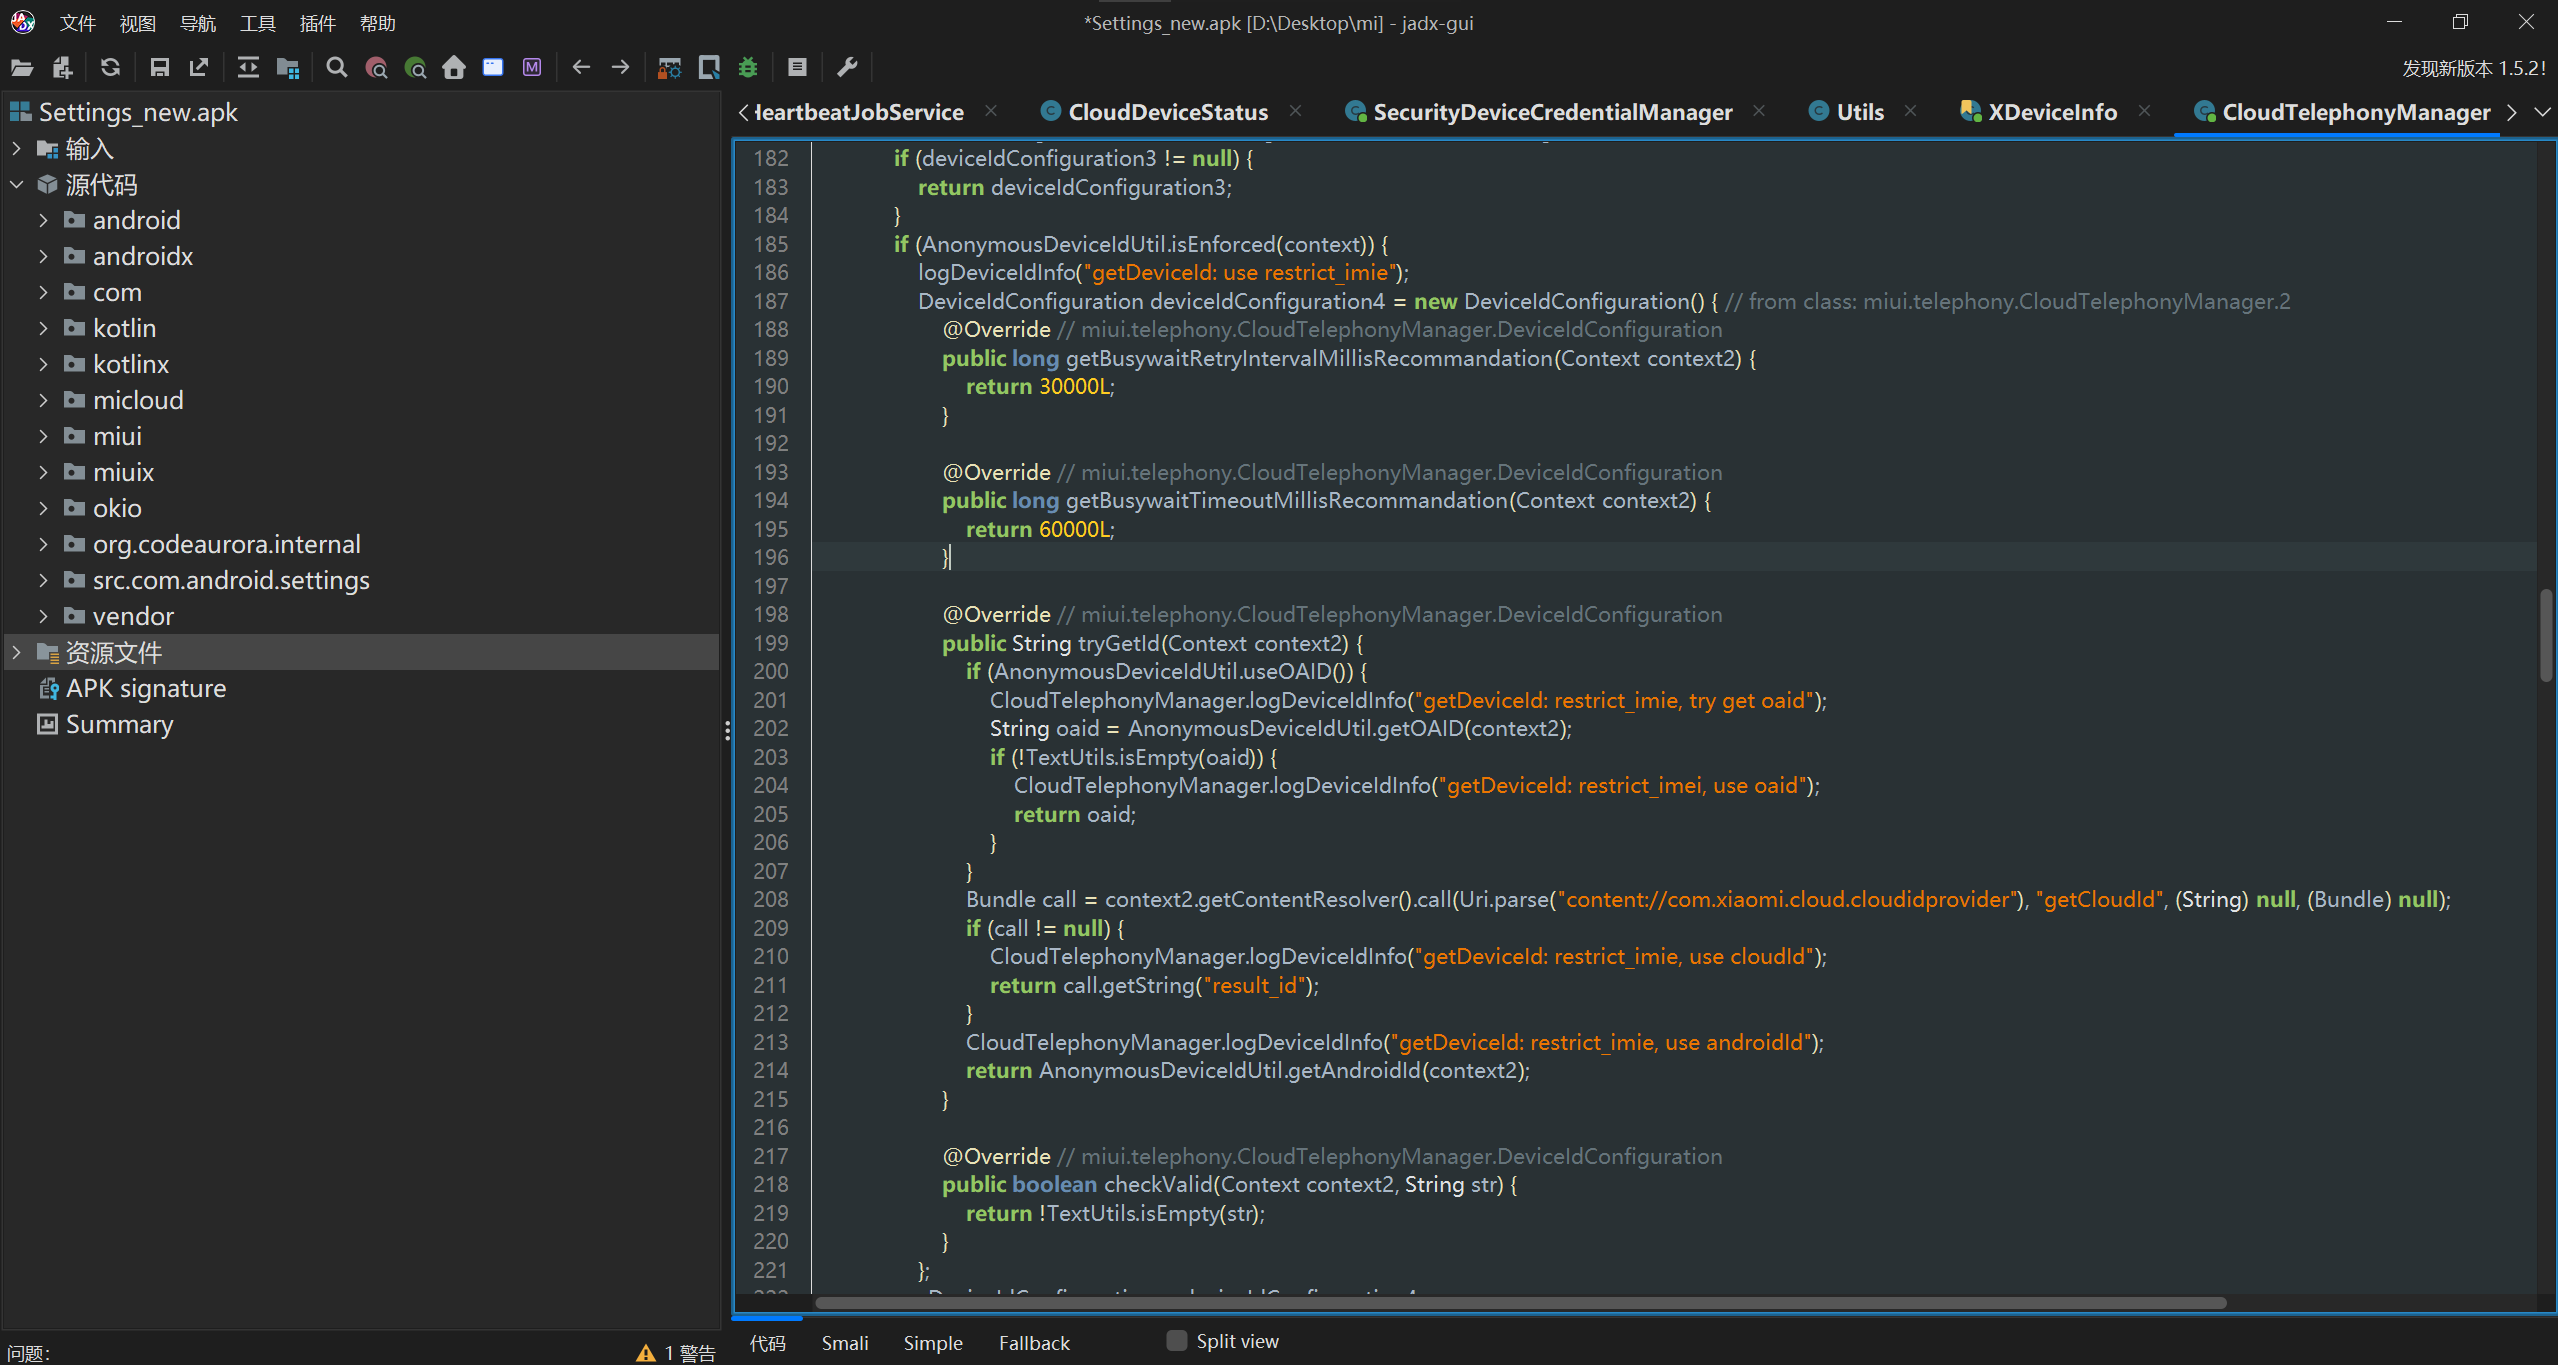 文件 视图 导航 工具 插件 帮助
*Settings_new.apk [D:\Desktop\mi] - jadx-gui
发现新版本 1.5.2!
Settings_new.apk
输入
源代码
android
androidx
com
kotlin
kotlinx
micloud
miui
miuix
okio
org.codeaurora.internal
src.com.android.settings
vendor
资源文件
APK signature
Summary
问题:
1 警告
HeartbeatJobService CloudDeviceStatus SecurityDeviceCredentialManager Utils XDeviceInfo CloudTelephonyManager
182 if (deviceIdConfiguration3 != null) {
183 return deviceIdConfiguration3;
184 }
185 if (AnonymousDeviceIdUtil.isEnforced(context)) {
186 logDeviceIdInfo("getDeviceId: use restrict_imie");
187 DeviceIdConfiguration deviceIdConfiguration4 = new DeviceIdConfiguration() { // from class: miui.telephony.CloudTelephonyManager.2
188 @Override // miui.telephony.CloudTelephonyManager.DeviceIdConfiguration
189 public long getBusywaitRetryIntervalMillisRecommandation(Context context2) {
190 return 30000L;
191 }
192
193 @Override // miui.telephony.CloudTelephonyManager.DeviceIdConfiguration
194 public long getBusywaitTimeoutMillisRecommandation(Context context2) {
195 return 60000L;
196 }
197
198 @Override // miui.telephony.CloudTelephonyManager.DeviceIdConfiguration
199 public String tryGetId(Context context2) {
200 if (AnonymousDeviceIdUtil.useOAID()) {
201 CloudTelephonyManager.logDeviceIdInfo("getDeviceId: restrict_imie, try get oaid");
202 String oaid = AnonymousDeviceIdUtil.getOAID(context2);
203 if (!TextUtils.isEmpty(oaid)) {
204 CloudTelephonyManager.logDeviceIdInfo("getDeviceId: restrict_imei, use oaid");
205 return oaid;
206 }
207 }
208 Bundle call = context2.getContentResolver().call(Uri.parse("content://com.xiaomi.cloud.cloudidprovider"), "getCloudId", (String) null, (Bundle) null);
209 if (call != null) {
210 CloudTelephonyManager.logDeviceIdInfo("getDeviceId: restrict_imie, use cloudId");
211 return call.getString("result_id");
212 }
213 CloudTelephonyManager.logDeviceIdInfo("getDeviceId: restrict_imie, use androidId");
214 return AnonymousDeviceIdUtil.getAndroidId(context2);
215 }
216
217 @Override // miui.telephony.CloudTelephonyManager.DeviceIdConfiguration
218 public boolean checkValid(Context context2, String str) {
219 return !TextUtils.isEmpty(str);
220 }
221 };
代码 Smali Simple Fallback Split view